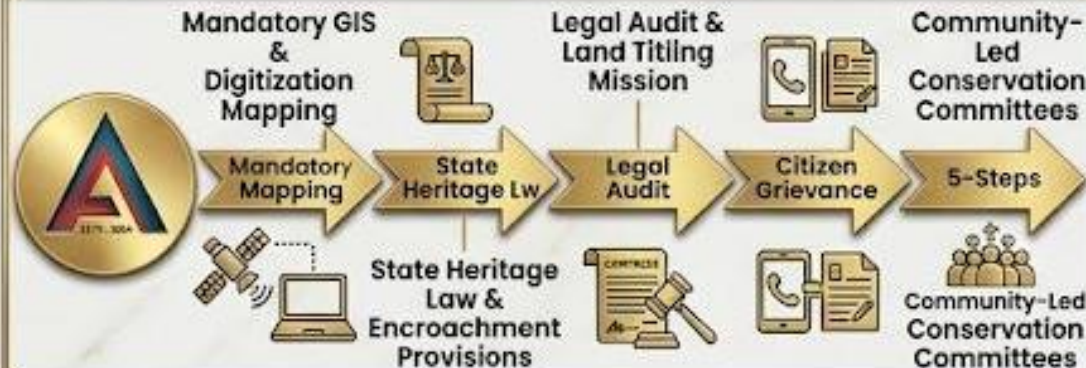 Mandatory GIS
&
Digitization
Mapping
Legal Audit &
Land Titling
Mission
Community-
Led
Conservation
Committees
Mandatory
Mapping
State
Heritage Lw
Legal
Audit
Citizen
Grievance
5-Steps
State Heritage
Law &
Encroachment
Provisions
Community-Led
Conservation
Committees